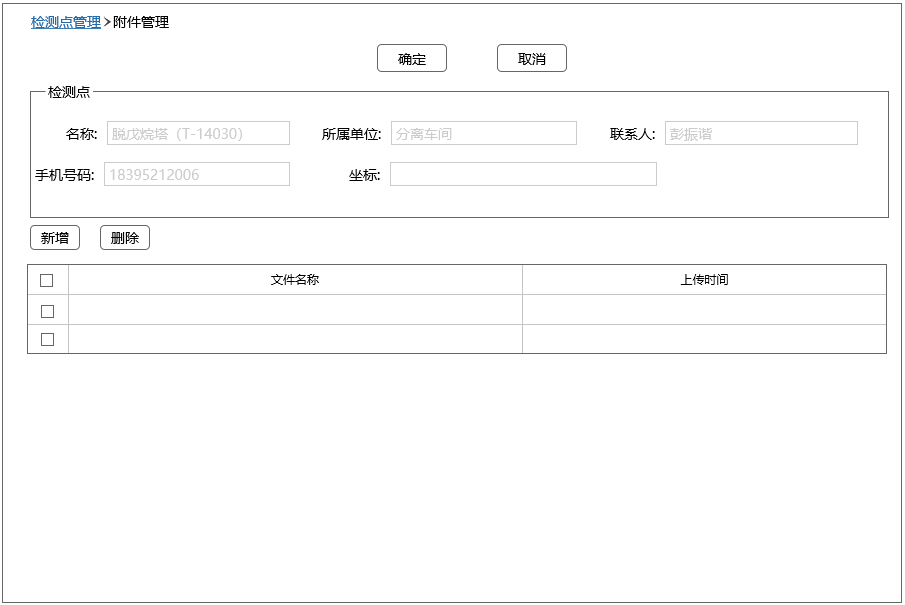 检测点管理>附件管理
确定 取消
检测点
名称: 脱戊烷塔（T-14030） 所属单位: 分离车间 联系人: 彭振谐
手机号码: 18395212006 坐标:
新增 删除
文件名称 上传时间